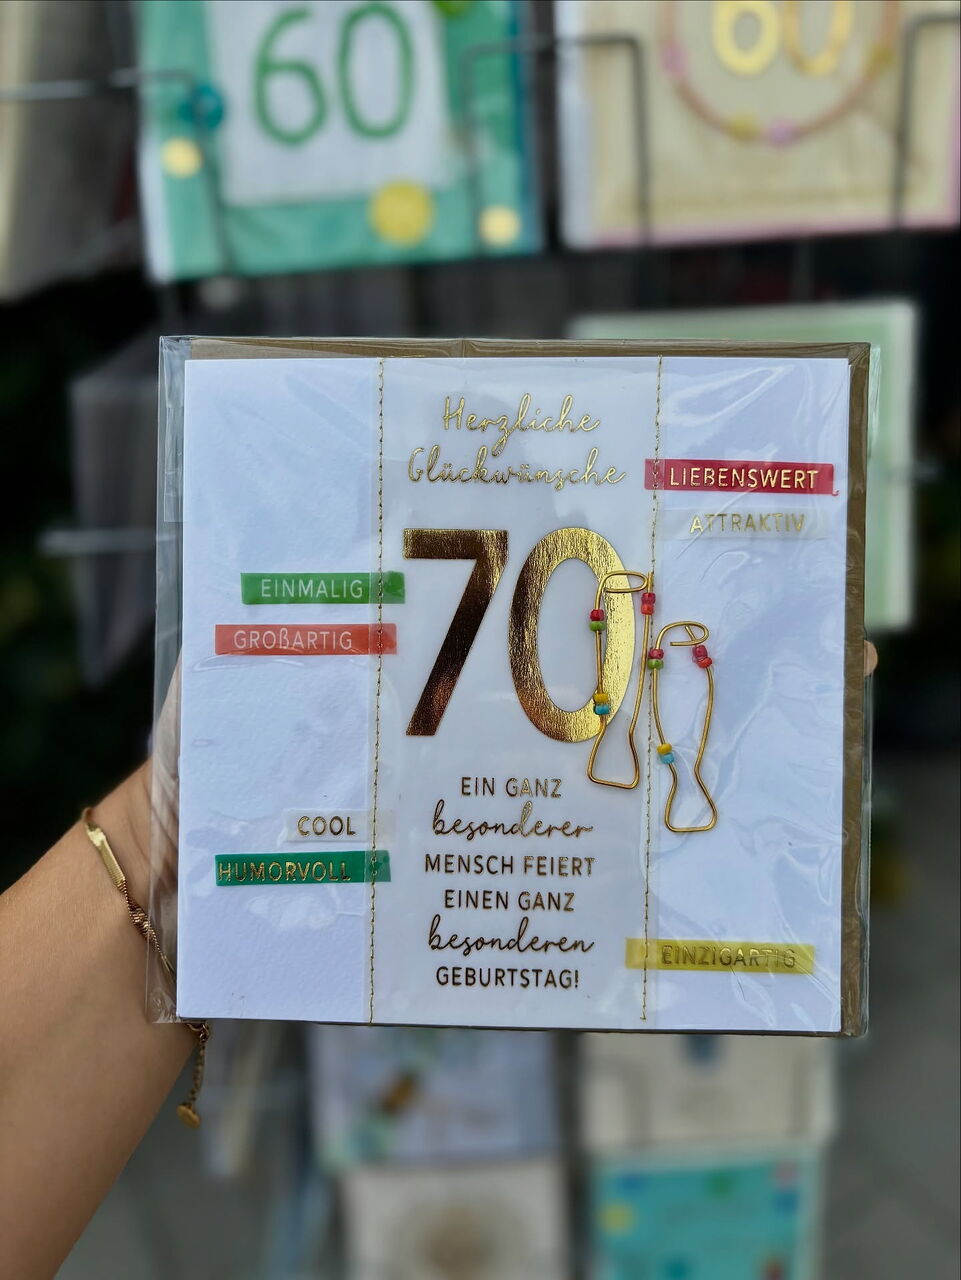 60
60
Herzliche
Glückwünsche
LIEBENSWERT
ATTRAKTIV
70
EINMALIG
GROßARTIG
EIN GANZ
besonderer
MENSCH FEIERT
EINEN GANZ
besonderen
GEBURTSTAG!
COOL
HUMORVOLL
EINZIGARTIG